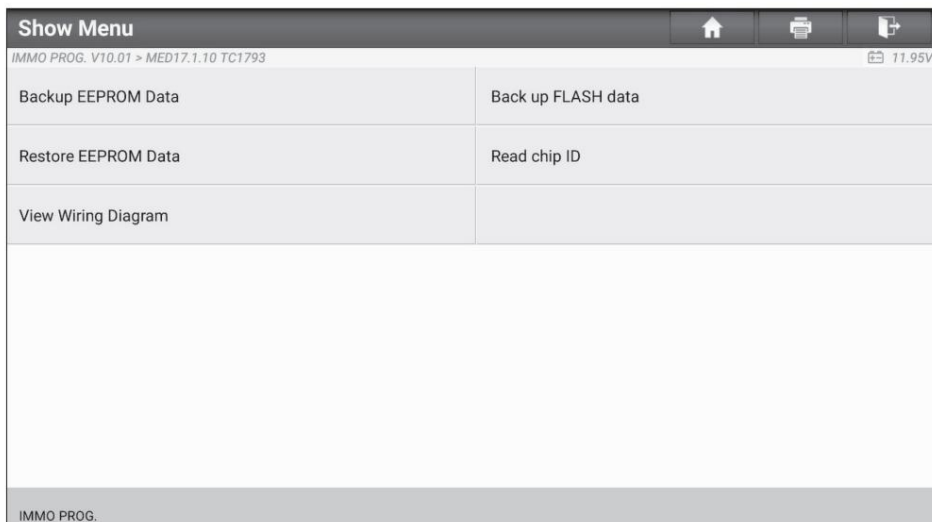 Show Menu
IMMO PROG. V10.01 > MED17.1.10 TC1793
11.95V
Backup EEPROM Data
Back up FLASH data
Restore EEPROM Data
Read chip ID
View Wiring Diagram
IMMO PROG.